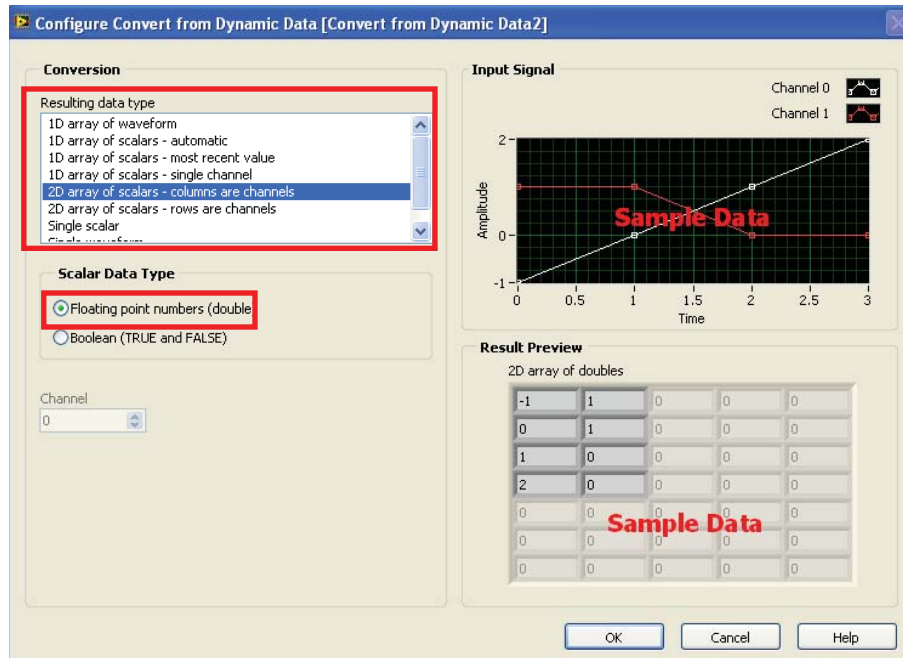 Configure Convert from Dynamic Data [Convert from Dynamic Data2]
Conversion
Resulting data type
1D array of waveform
1D array of scalars - automatic
1D array of scalars - most recent value
1D array of scalars - single channel
2D array of scalars - columns are channels
2D array of scalars - rows are channels
Single scalar
Single waveform
Scalar Data Type
Floating point numbers (double
Boolean (TRUE and FALSE)
Channel
0
Input Signal
Channel 0
Channel 1
2
0
-1
Amplitude
Sample Data
0 0.5 1 1.5 2 2.5 3
Time
Result Preview
2D array of doubles
-1 1 0 0 0
0 1 0 0 0
1 0 0 0 0
2 0 0 0 0
0 0 0 0 0
Sample Data
0 0 0 0 0
0 0 0 0 0
OK Cancel Help